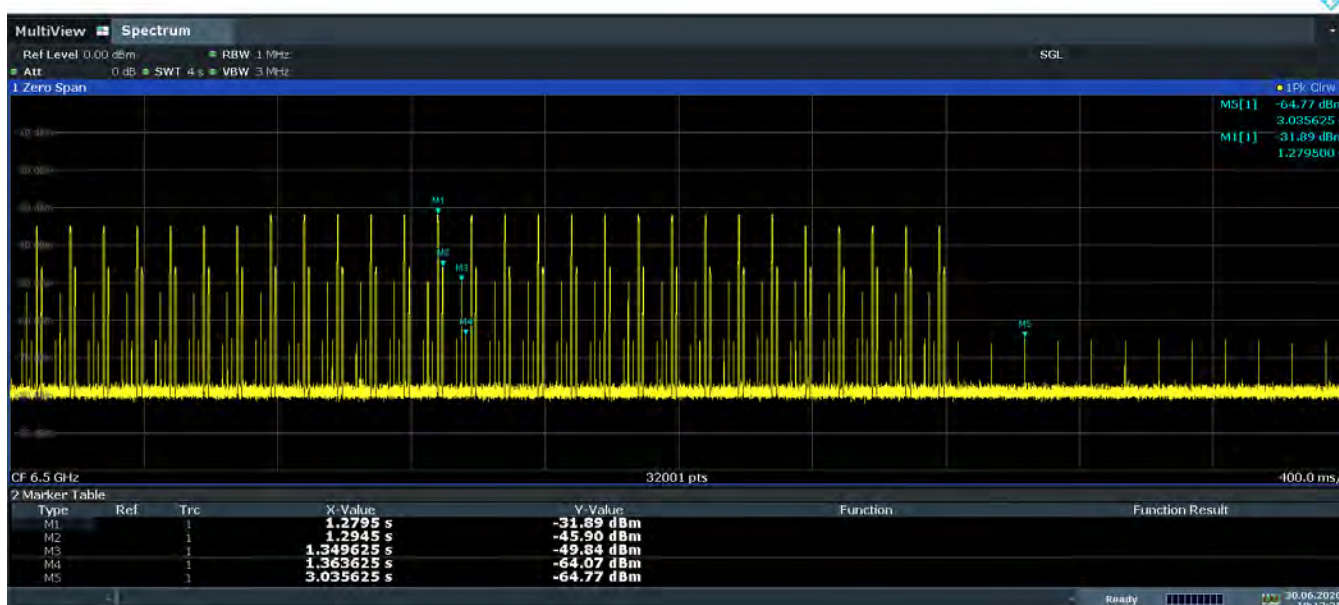 MultiView Spectrum
Ref Level 0.00 dBm RBW 1 MHz SGL
Att 0 dB SWT 4 s VBW 3 MHz
1 Zero Span 1Pk Clrw
M5[1] -64.77 dBm
3.035625
M1[1] -31.89 dBm
1.279500
M1
M2
M3
M4
M5
CF 6.5 GHz 32001 pts 400.0 ms/
2 Marker Table
Type Ref Trc X-Value Y-Value Function Function Result
M1 1 1.2795 s -31.89 dBm
M2 1 1.2945 s -45.90 dBm
M3 1 1.349625 s -49.84 dBm
M4 1 1.363625 s -64.07 dBm
M5 1 3.035625 s -64.77 dBm
Ready 30.06.2020